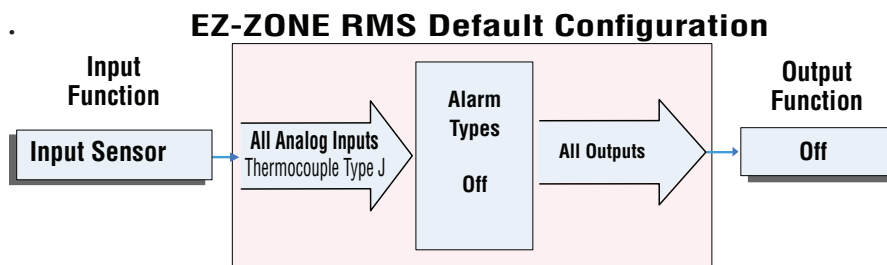 EZ-ZONE RMS Default Configuration
Input
Function
Input Sensor
All Analog Inputs
Thermocouple Type J
Alarm
Types
Off
All Outputs
Output
Function
Off